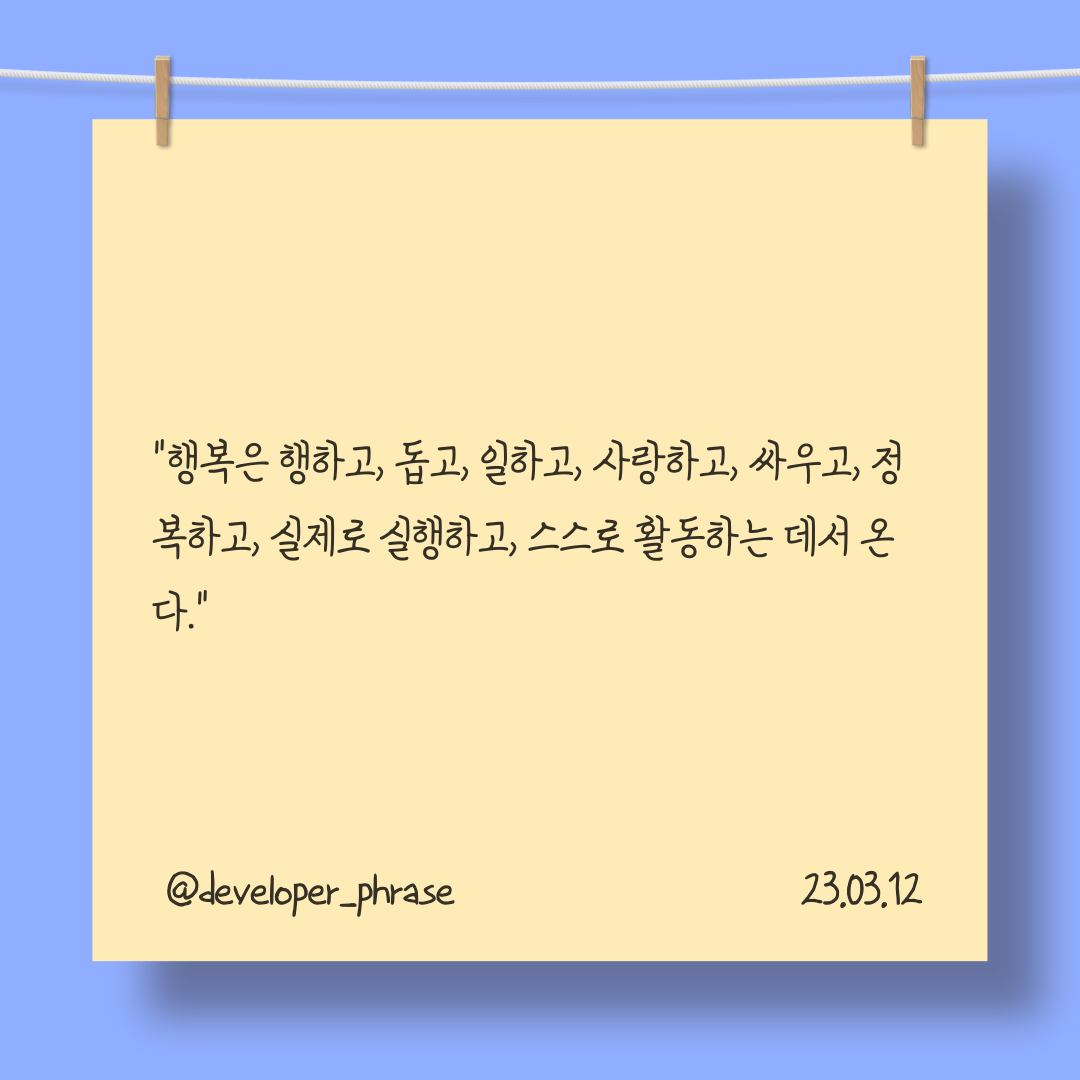 "행복은 행하고, 돕고, 일하고, 사랑하고, 싸우고, 정
복하고, 실제로 실행하고, 스스로 활동하는 데서 온
다."
@developer_phrase 23.03.12